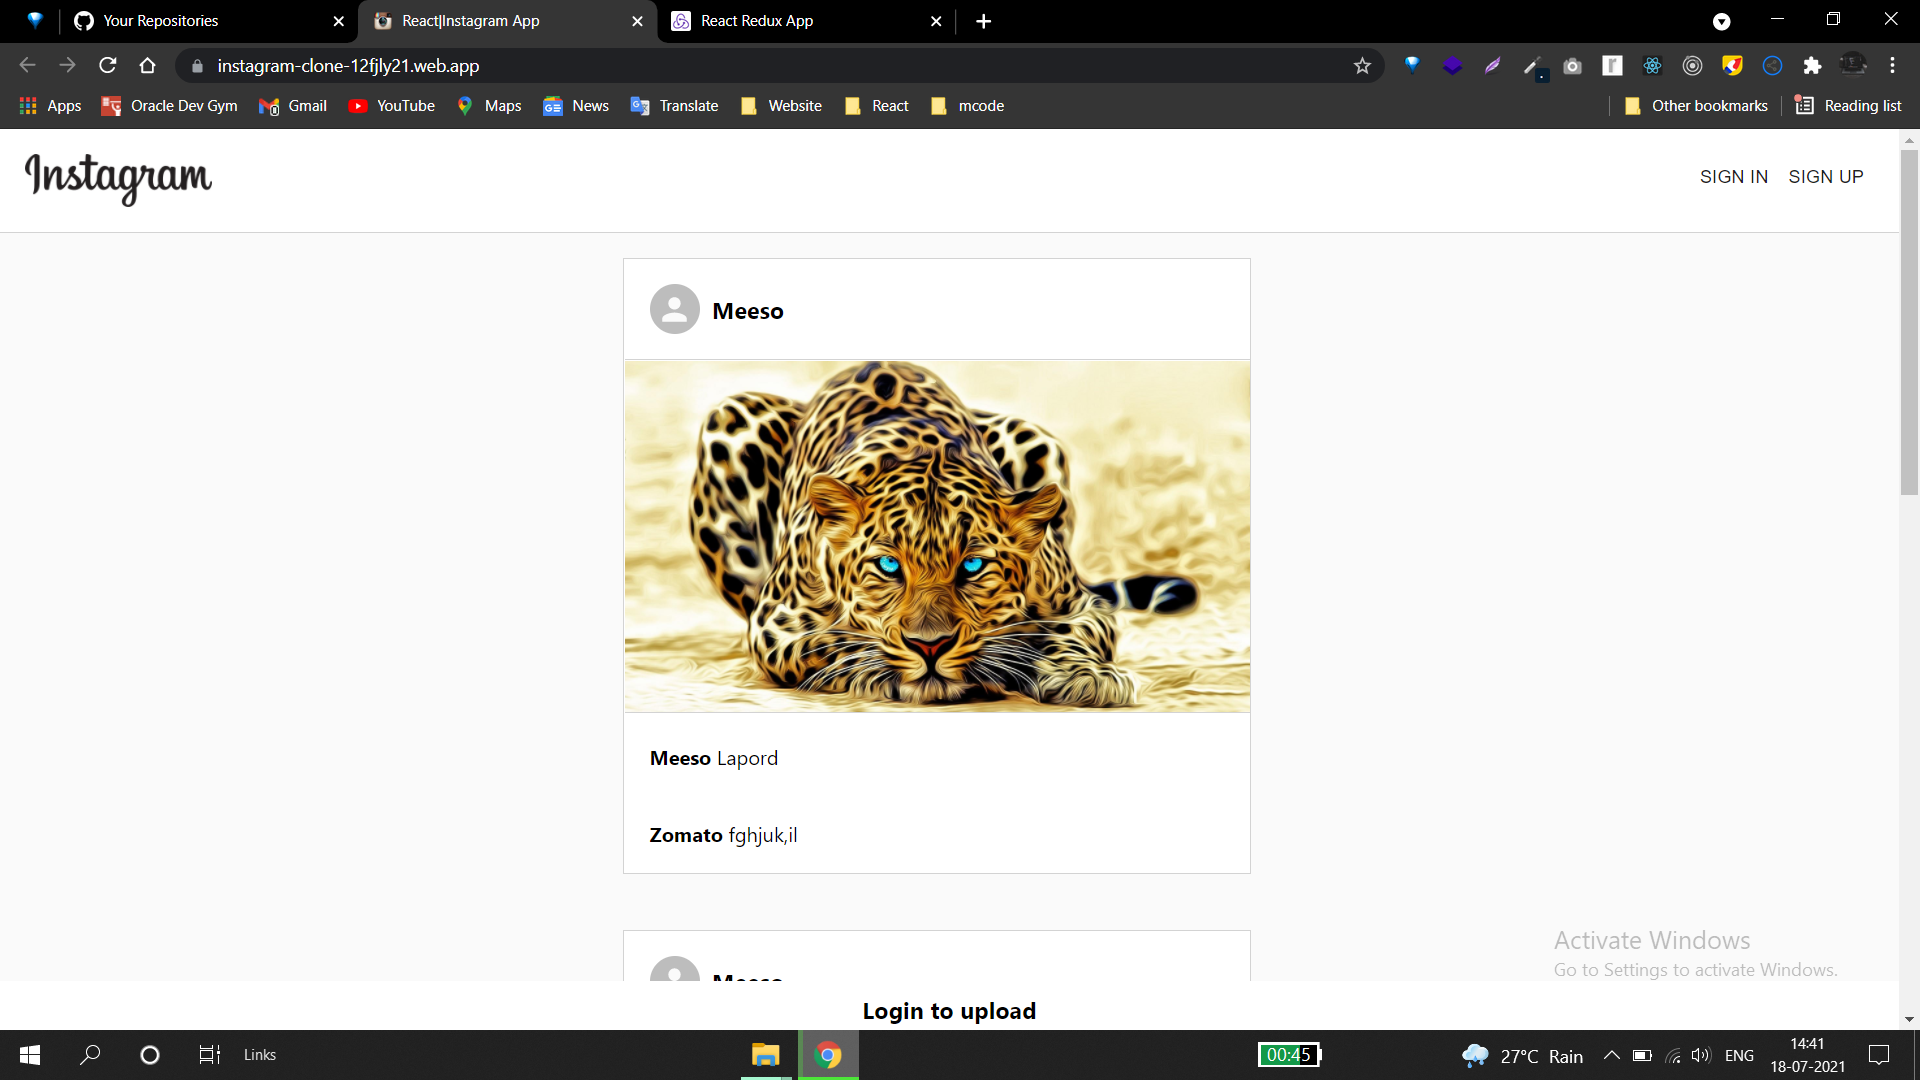 Your Repositories
React|Instagram App
React Redux App
instagram-clone-12fjly21.web.app
Apps
Oracle Dev Gym
Gmail
YouTube
Maps
News
Translate
Website
React
mcode
Other bookmarks
Reading list
Instagram
SIGN IN
SIGN UP
Meeso
Meeso Lapord
Zomato fghjuk,il
Meeso
Activate Windows
Go to Settings to activate Windows.
Login to upload
Links
00:45
27°C Rain
ENG
14:41
18-07-2021